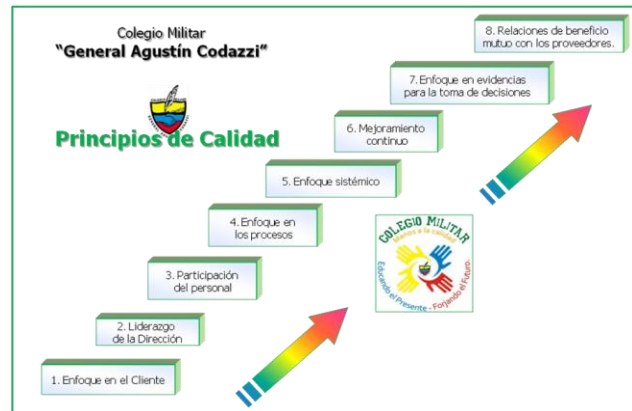 Colegio Militar
“General Agustín Codazzi”
Principios de Calidad
8. Relaciones de beneficio
mutuo con los proveedores.
7. Enfoque en evidencias
para la toma de decisiones
6. Mejoramiento
continuo
5. Enfoque sistémico
4. Enfoque en
los procesos
3. Participación
del personal
2. Liderazgo
de la Dirección
1. Enfoque en el Cliente
COLEGIO MILITAR
Manos a la calidad
Educando el Presente - Forjando el Futuro.